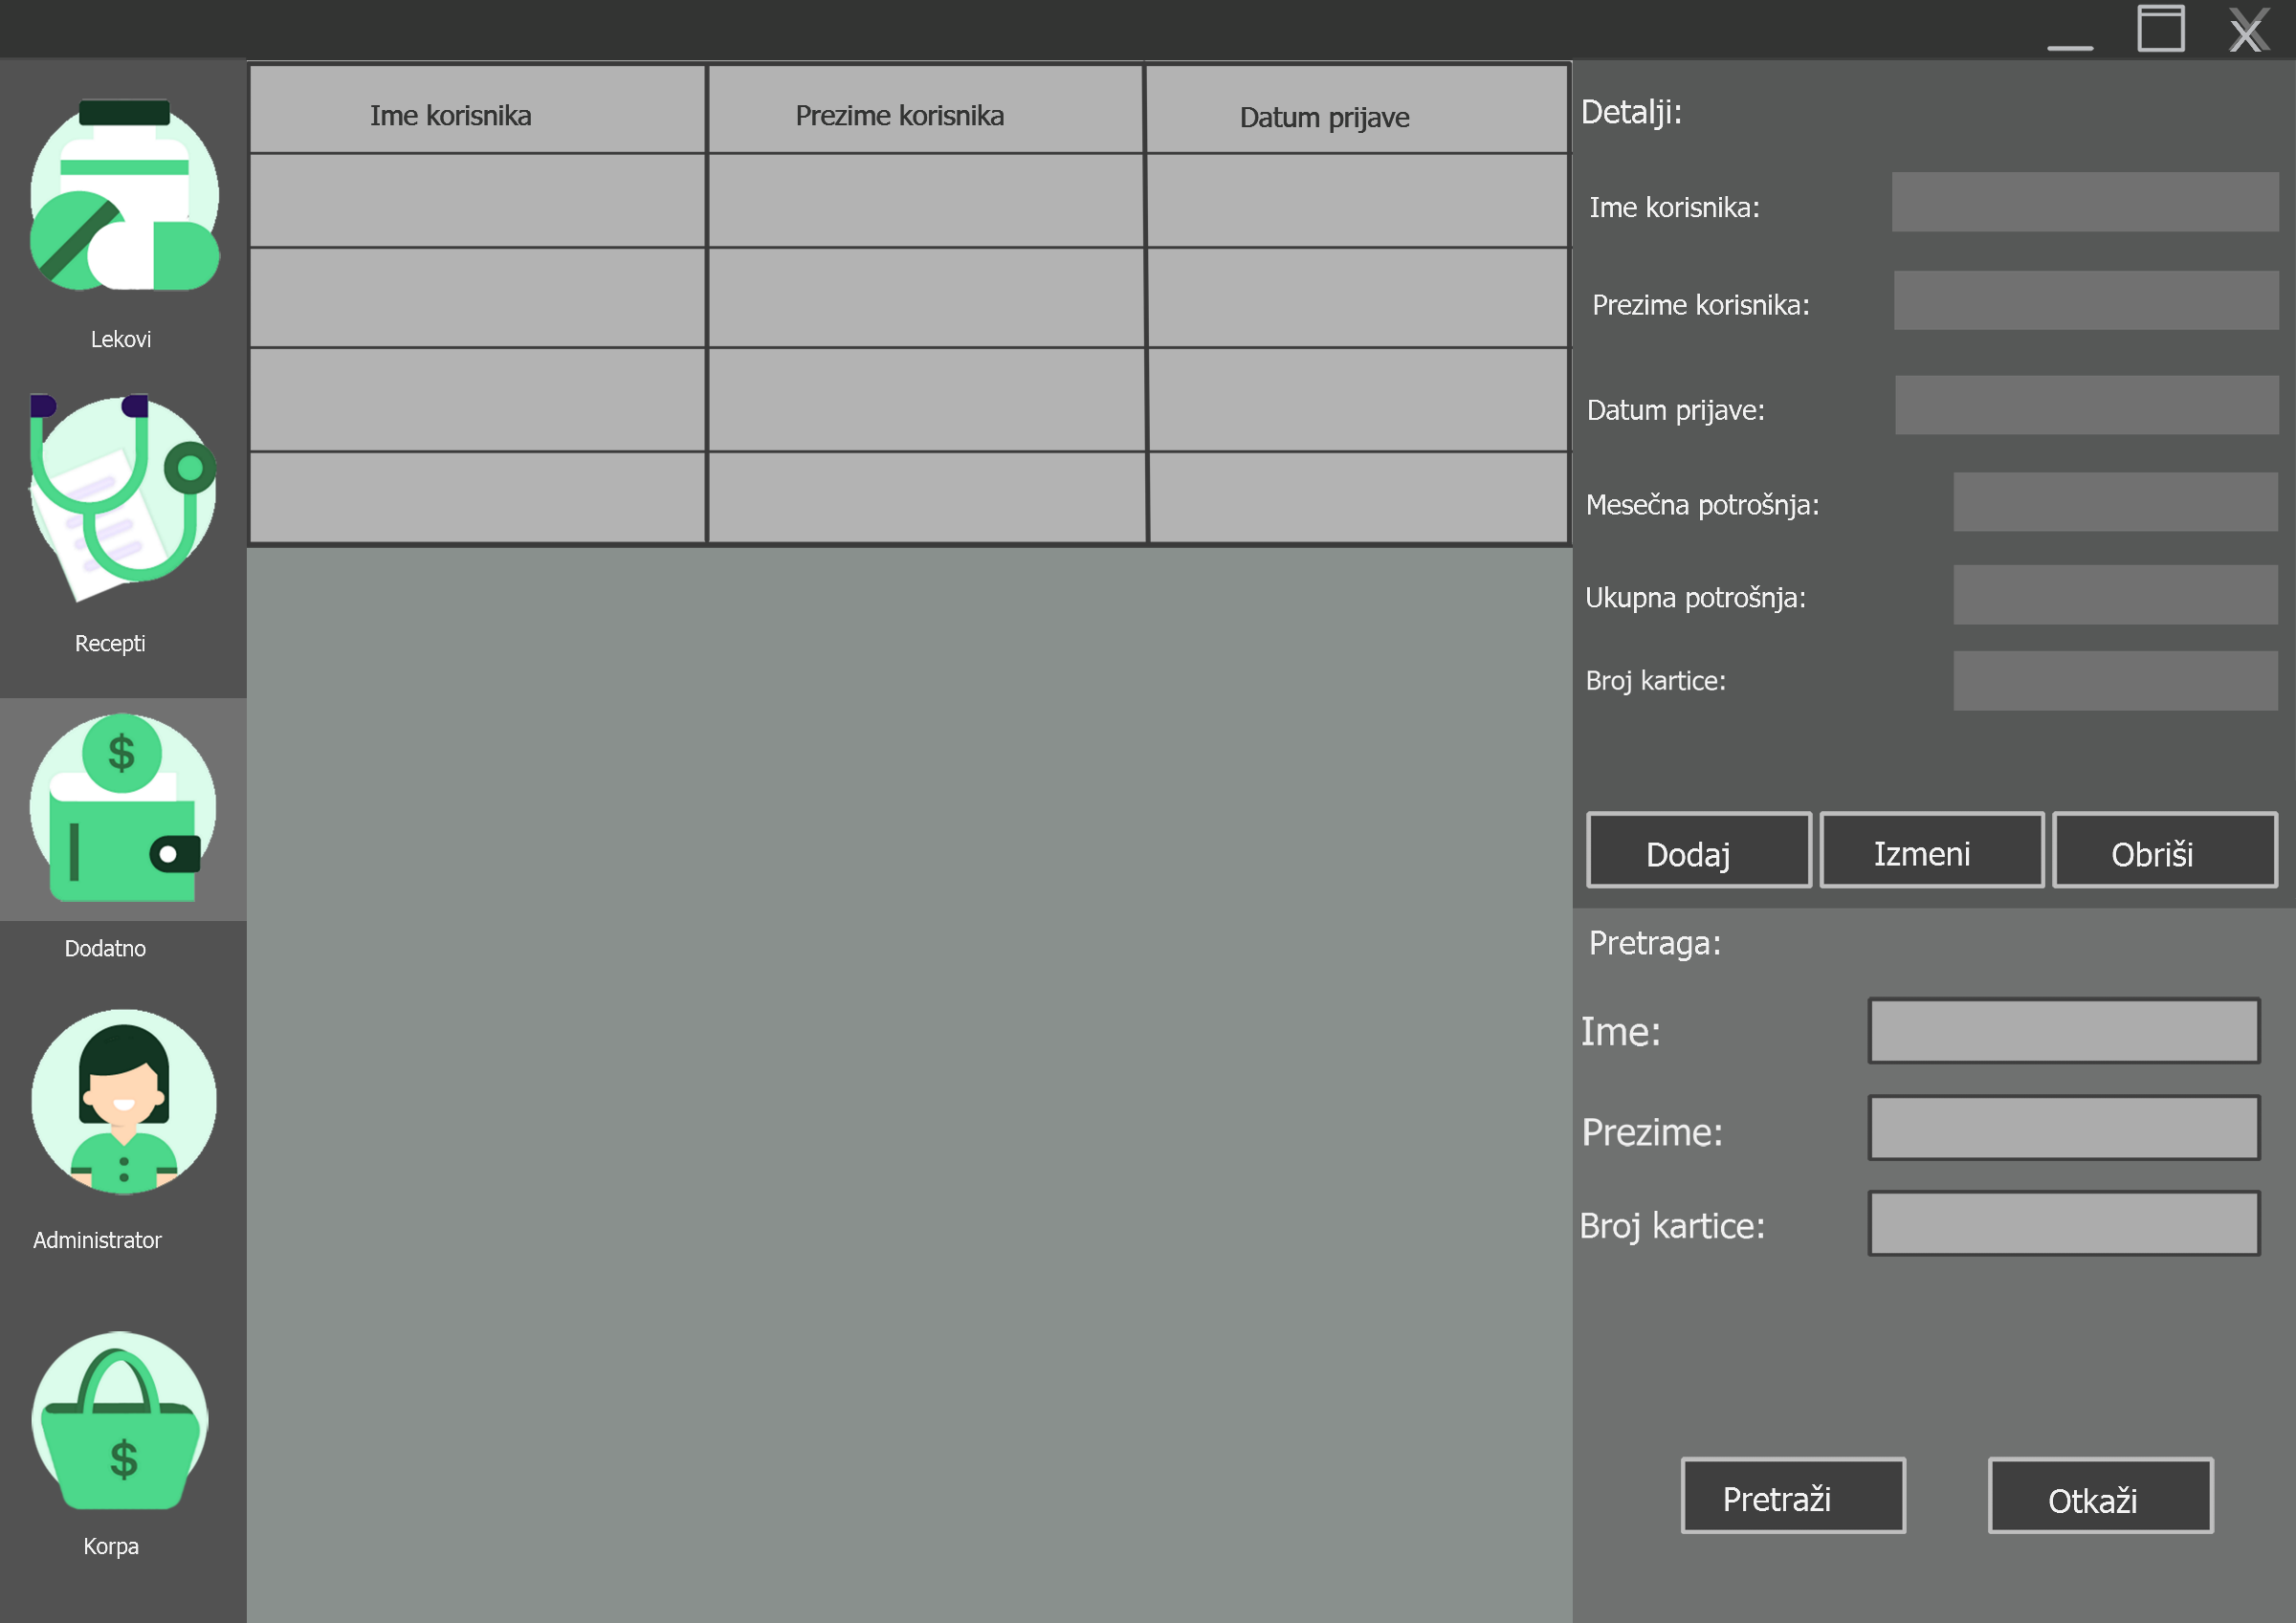 X
Lekovi
Recepti
$
Dodatno
Administrator
$
Korpa
Ime korisnika
Prezime korisnika
Datum prijave
Detalji:
Ime korisnika:
Prezime korisnika:
Datum prijave:
Mesečna potrošnja:
Ukupna potrošnja:
Broj kartice:
Dodaj
Izmeni
Obriši
Pretraga:
Ime:
Prezime:
Broj kartice:
Pretraži
Otkaži